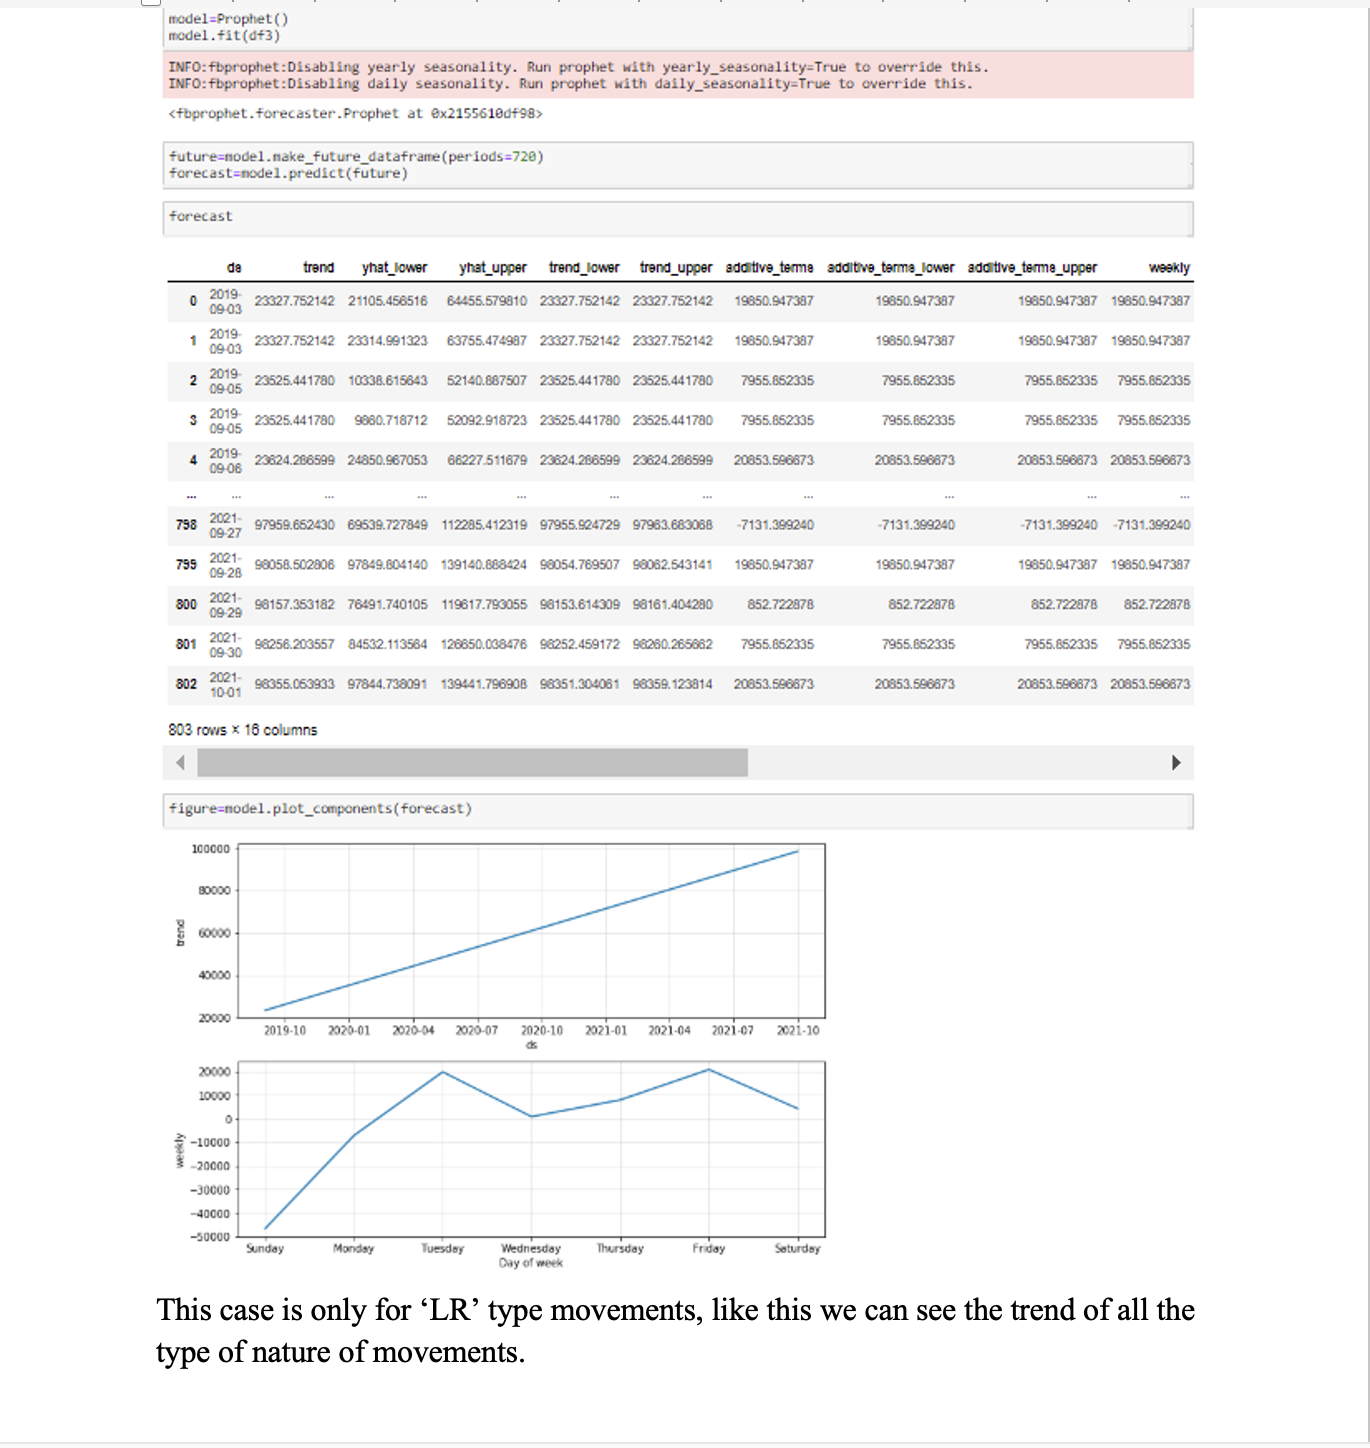 model=Prophet()
model.fit(df3)
INFO:fbprophet:Disabling yearly seasonality. Run prophet with yearly_seasonality=True to override this.
INFO:fbprophet:Disabling daily seasonality. Run prophet with daily_seasonality=True to override this.
<fbprophet.forecaster.Prophet at 0x2155610df98>
future=model.make_future_dataframe(periods=720)
forecast=model.predict(future)
forecast
ds trend yhat_lower yhat_upper trend_lower trend_upper additive_terms additive_terms_lower additive_terms_upper weekly
0 2019-09-03 23327.752142 21105.456516 64455.579810 23327.752142 23327.752142 19850.947387 19850.947387 19850.947387 19850.947387
1 2019-09-03 23327.752142 23314.991323 63755.474987 23327.752142 23327.752142 19850.947387 19850.947387 19850.947387 19850.947387
2 2019-09-05 23525.441780 10338.615643 52140.887507 23525.441780 23525.441780 7955.852335 7955.852335 7955.852335 7955.852335
3 2019-09-05 23525.441780 9860.718712 52092.918723 23525.441780 23525.441780 7955.852335 7955.852335 7955.852335 7955.852335
4 2019-09-06 23624.286599 24850.967053 66227.511679 23624.286599 23624.286599 20853.596673 20853.596673 20853.596673 20853.596673
... ... ... ... ... ... ... ... ... ... ...
798 2021-09-27 97959.652430 69539.727849 112285.412319 97955.924729 97963.683068 -7131.399240 -7131.399240 -7131.399240 -7131.399240
799 2021-09-28 98058.502806 97849.804140 139140.888424 98054.769507 98062.543141 19850.947387 19850.947387 19850.947387 19850.947387
800 2021-09-29 98157.353182 76491.740105 119617.793055 98153.614309 98161.404280 852.722878 852.722878 852.722878 852.722878
801 2021-09-30 98256.203557 84532.113564 126650.038476 98252.459172 98260.265662 7955.852335 7955.852335 7955.852335 7955.852335
802 2021-10-01 98355.053933 97844.738091 139441.796908 98351.304061 98359.123814 20853.596673 20853.596673 20853.596673 20853.596673
803 rows × 16 columns
figure=model.plot_components(forecast)
100000
80000
60000
40000
20000
trend
2019-10 2020-01 2020-04 2020-07 2020-10 2021-01 2021-04 2021-07 2021-10
ds
20000
10000
0
−10000
−20000
−30000
−40000
−50000
weekly
Sunday Monday Tuesday Wednesday Thursday Friday Saturday
Day of week
This case is only for ‘LR’ type movements, like this we can see the trend of all the
type of nature of movements.